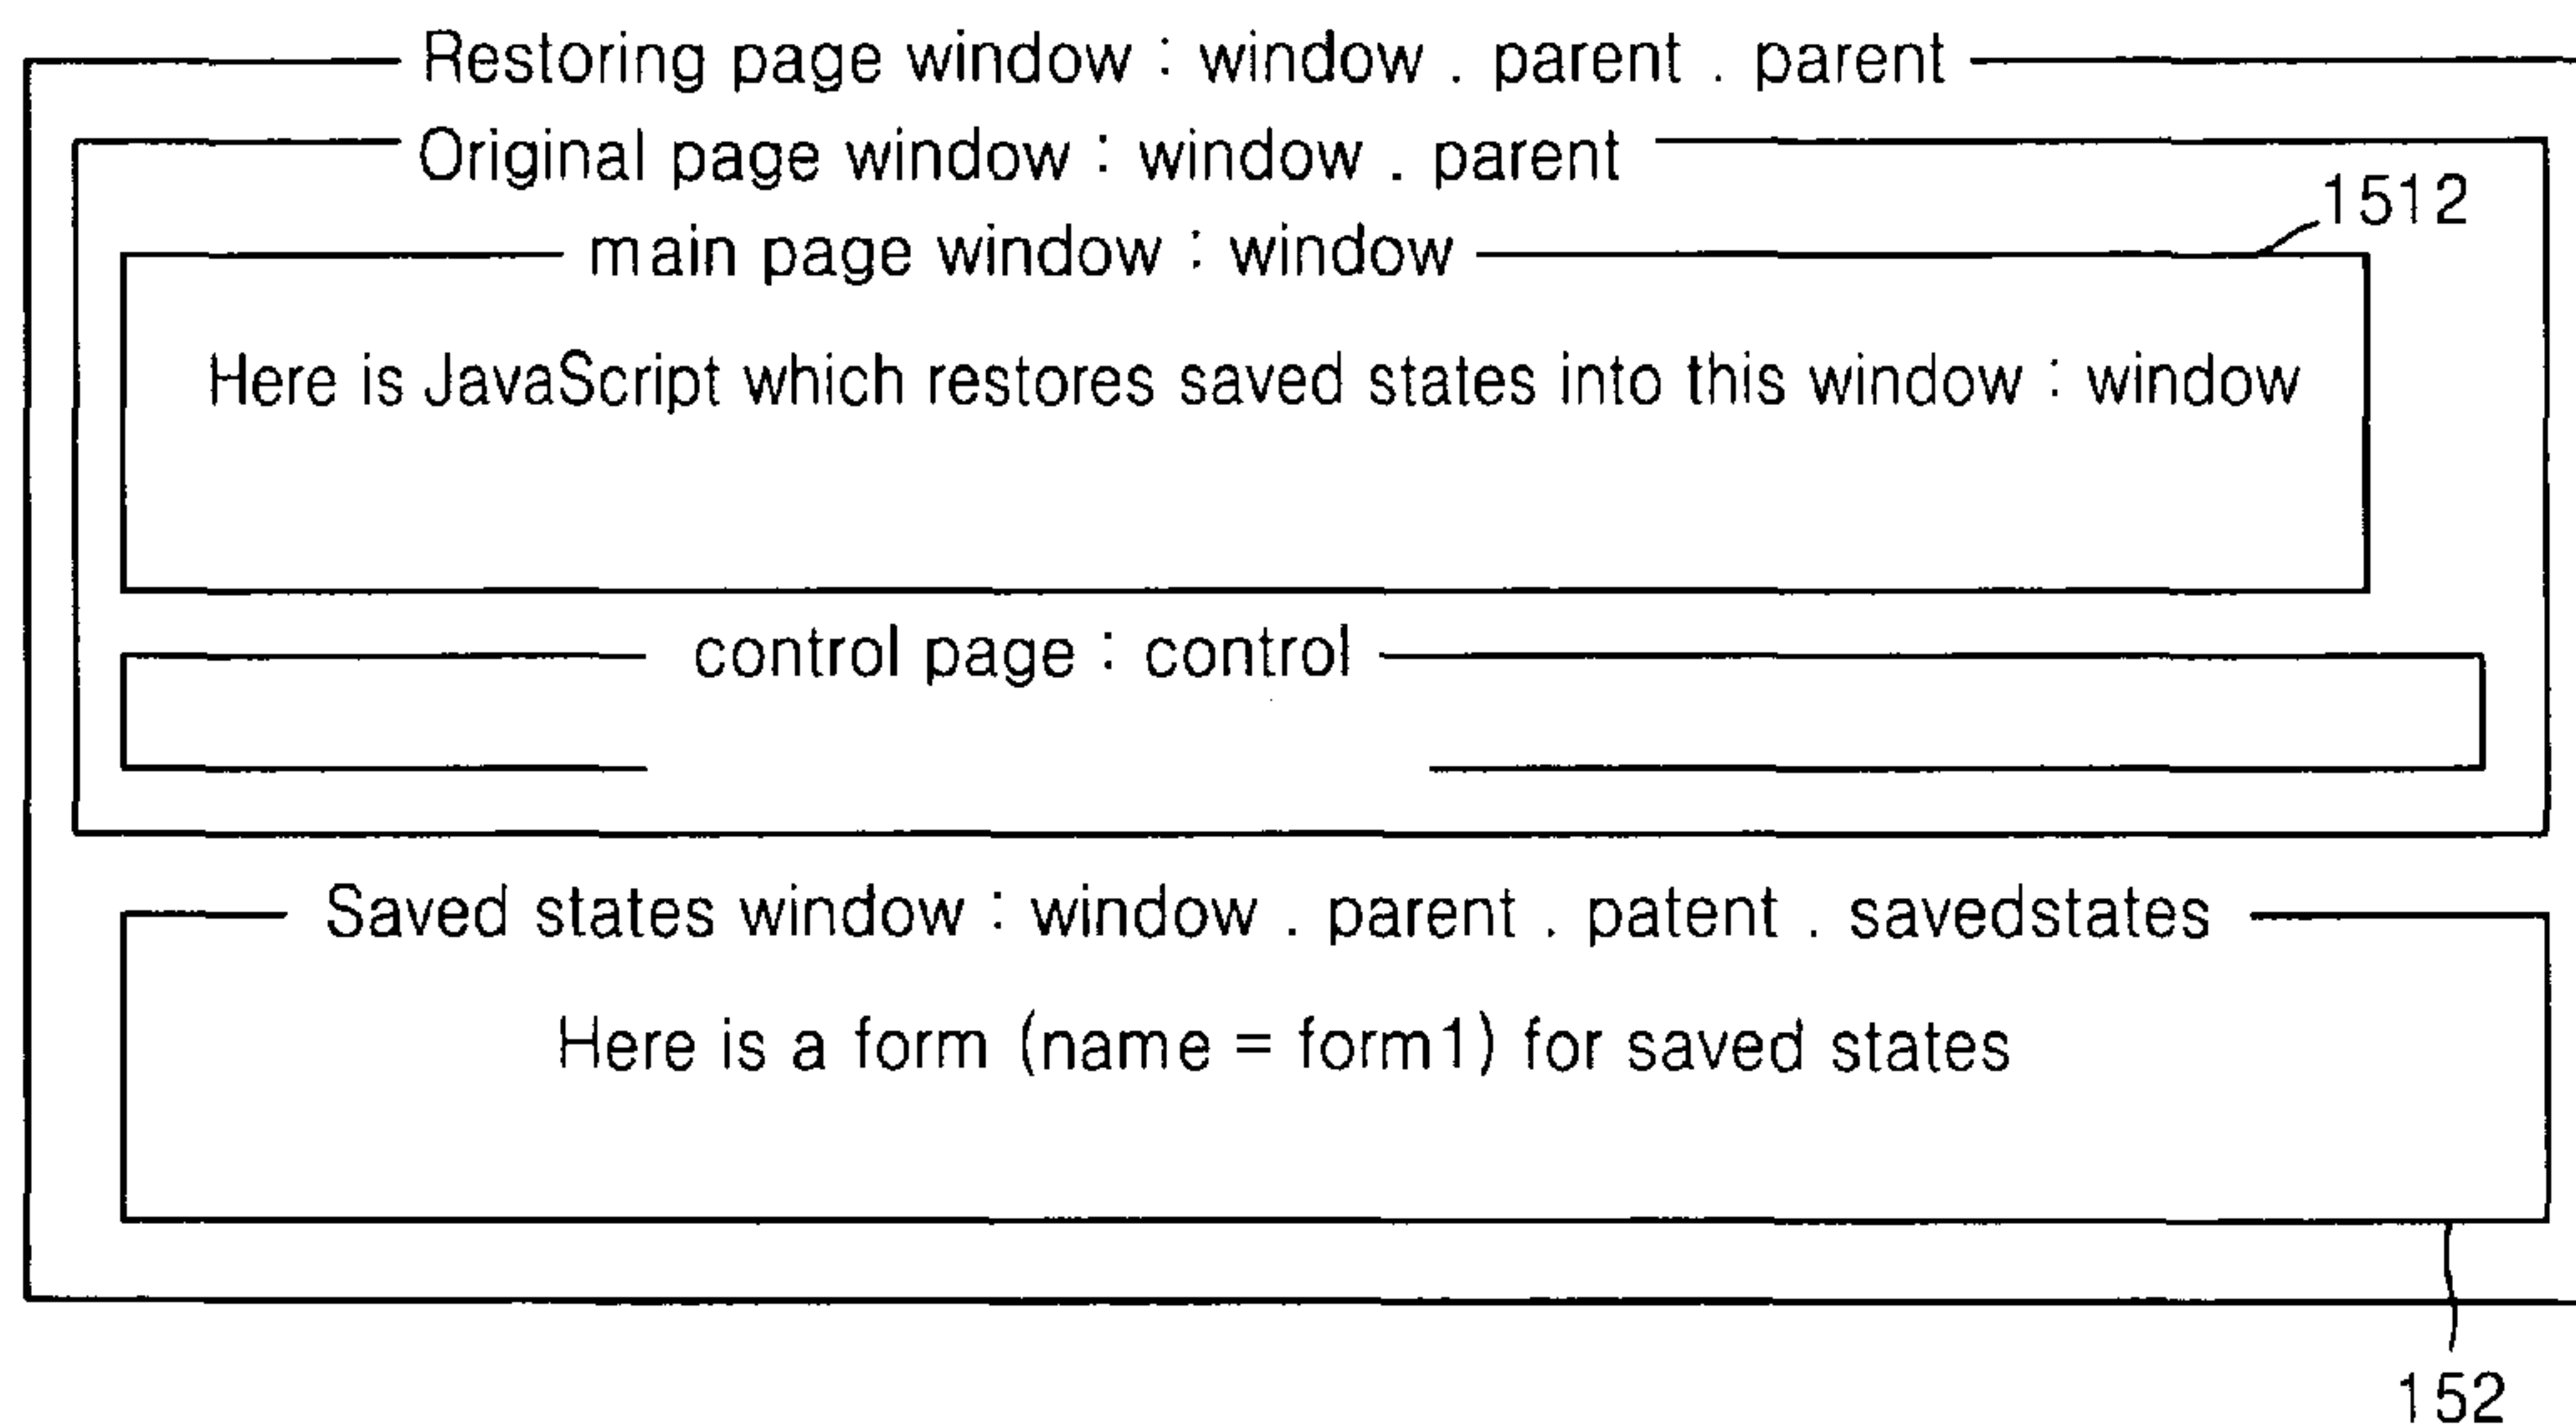 Restoring page window : window . parent . parent
Original page window : window . parent
1512
main page window : window
Here is JavaScript which restores saved states into this window : window
control page : control
Saved states window : window . parent . patent . savedstates
Here is a form (name = form1) for saved states
152